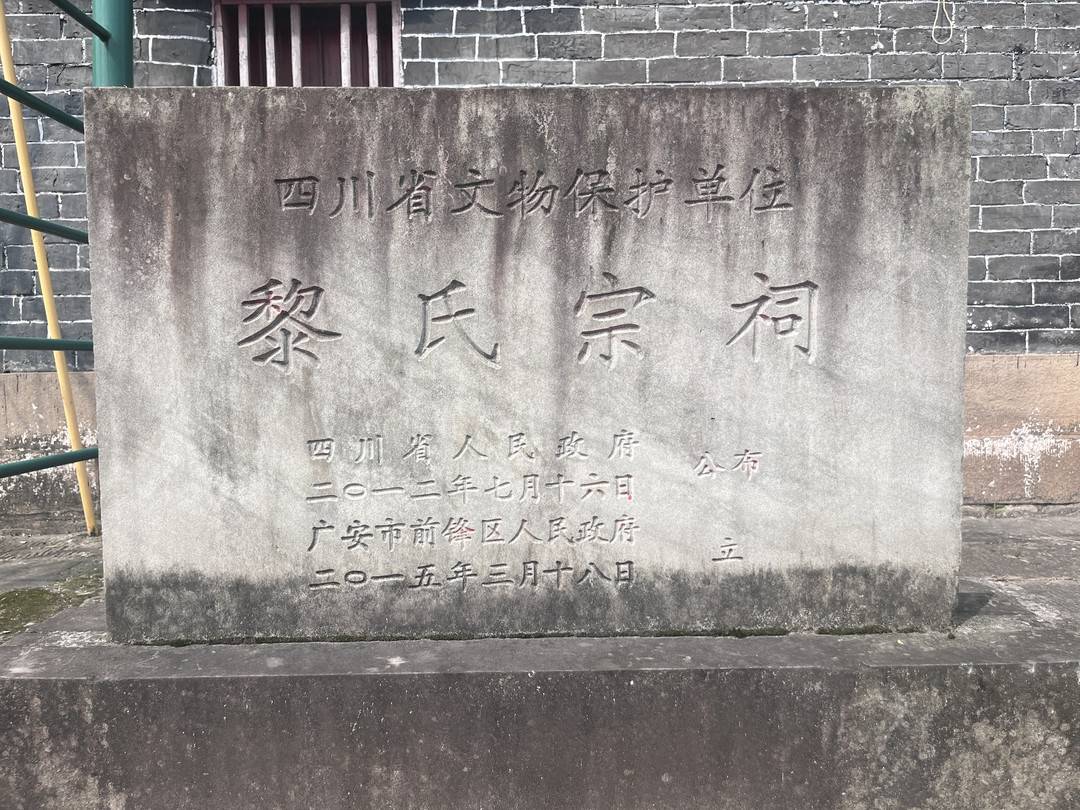 四川省文物保护单位
黎氏宗祠
四川省人民政府
二〇一二年七月十六日
公布
广安市前锋区人民政府
二〇一五年三月十八日
立